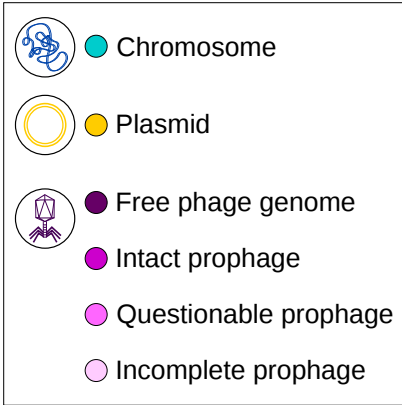 Chromosome
Plasmid
Free phage genome
Intact prophage
Questionable prophage
Incomplete prophage